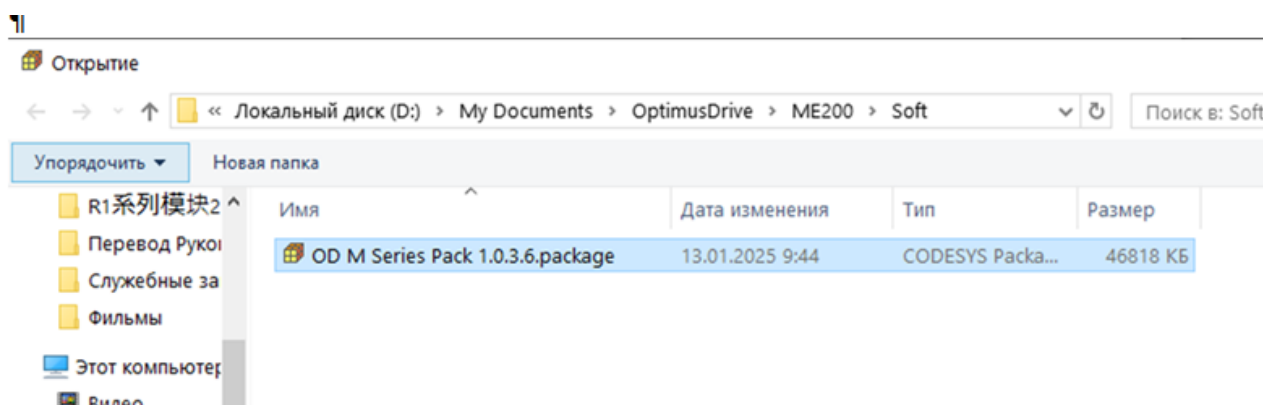 ¶
Открытие
« Локальный диск (D:) > My Documents > OptimusDrive > ME200 > Soft Поиск в: Soft
Упорядочить Новая папка
R1系列模块2 Имя Дата изменения Тип Размер
Перевод Руко
OD M Series Pack 1.0.3.6.package 13.01.2025 9:44 CODESYS Packa... 46818 КБ
Служебные за
Фильмы
Этот компьютер
Видео